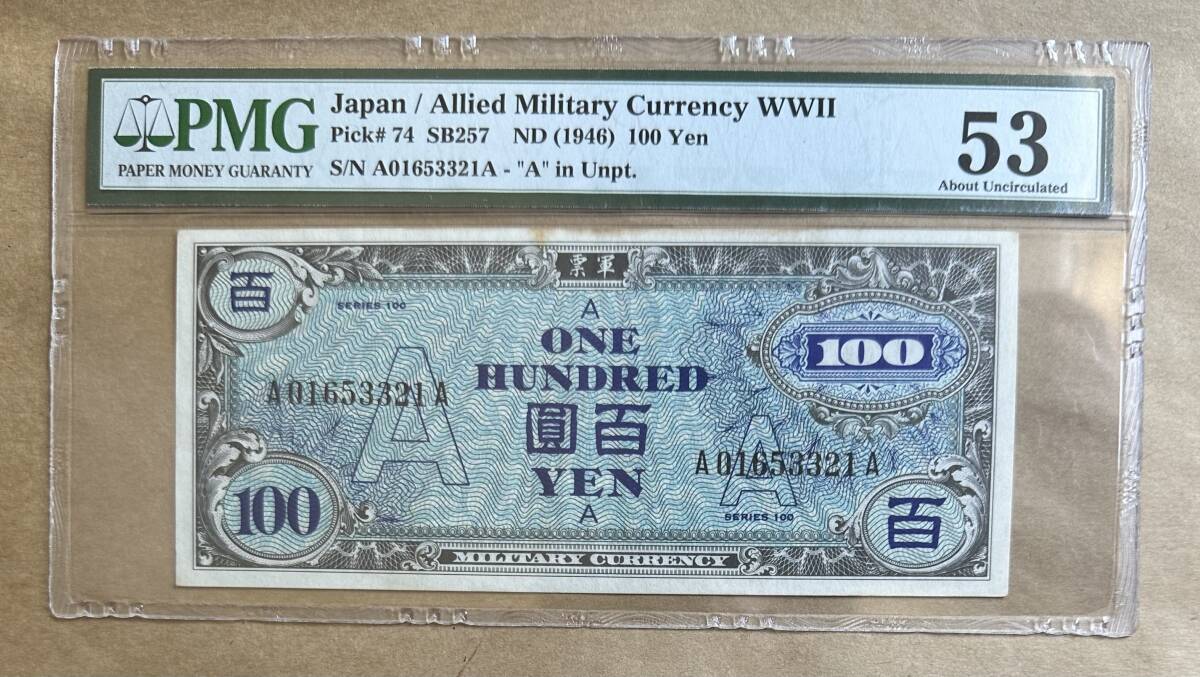 PMG
PAPER MONEY GUARANTY
Japan / Allied Military Currency WWII
Pick# 74 SB257 ND (1946) 100 Yen
S/N A01653321A - "A" in Unpt.
53
About Uncirculated
票軍
百
SERIES 100
A
ONE
HUNDRED
圓百
YEN
A
100
A01653321A
A
A
A01653321A
SERIES 100
100
百
MILITARY CURRENCY